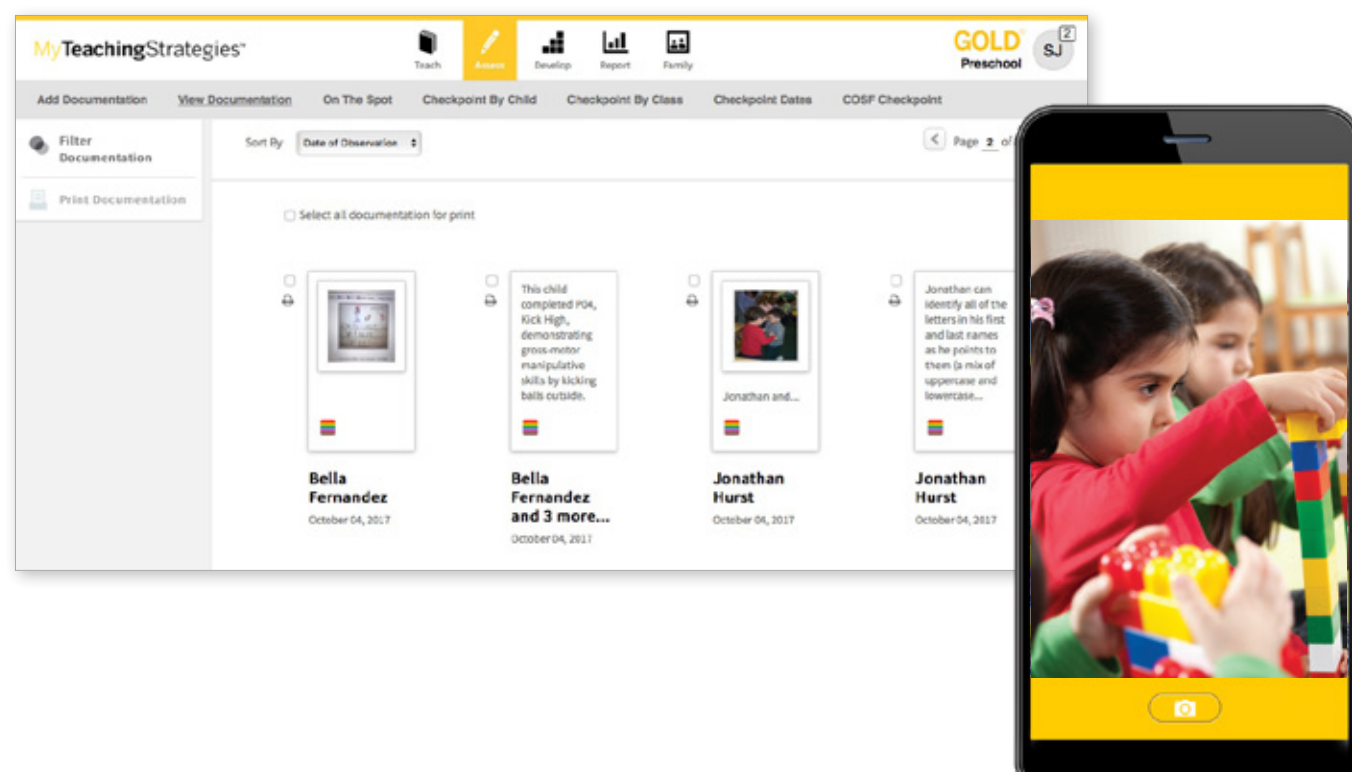 MyTeachingStrategies™
Teach
Assess
Develop
Report
Family
GOLD®
Preschool
SJ
2
Add Documentation
View Documentation
On The Spot
Checkpoint By Child
Checkpoint By Class
Checkpoint Dates
COSF Checkpoint
Filter
Documentation
Print Documentation
Sort By
Date of Observation
Page 2 of
Select all documentation for print
This child
completed P04,
Kick High,
demonstrating
gross-motor
manipulative
skills by kicking
balls outside.
Jonathan and...
Jonathan can
identify all of the
letters in his first
and last names
as he points to
them (a mix of
uppercase and
lowercase...
Bella
Fernandez
October 04, 2017
Bella
Fernandez
and 3 more...
October 04, 2017
Jonathan
Hurst
October 04, 2017
Jonathan
Hurst
October 04, 2017